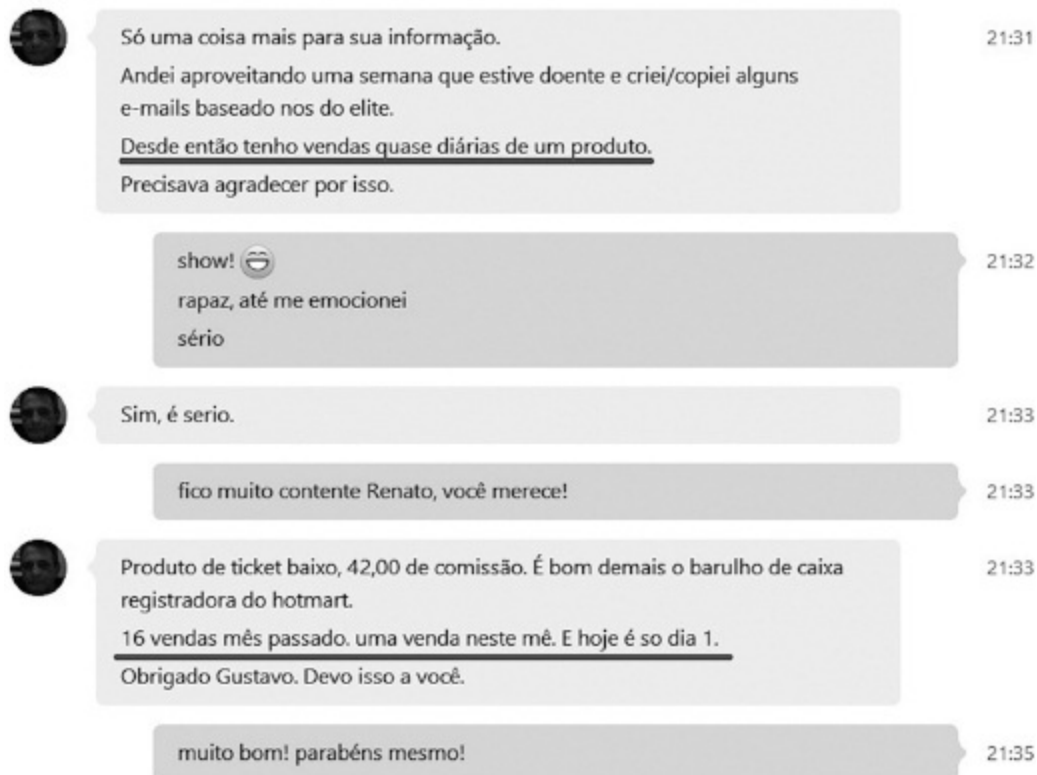 Só uma coisa mais para sua informação.
21:31
Andei aproveitando uma semana que estive doente e criei/copiei alguns
e-mails baseado nos do elite.
Desde então tenho vendas quase diárias de um produto.
Precisava agradecer por isso.
show!
21:32
rapaz, até me emocionei
sério
Sim, é serio.
21:33
fico muito contente Renato, você merece!
21:33
Produto de ticket baixo, 42,00 de comissão. É bom demais o barulho de caixa
21:33
registradora do hotmart.
16 vendas mês passado. uma venda neste mê. E hoje é so dia 1.
Obrigado Gustavo. Devo isso a você.
muito bom! parabéns mesmo!
21:35